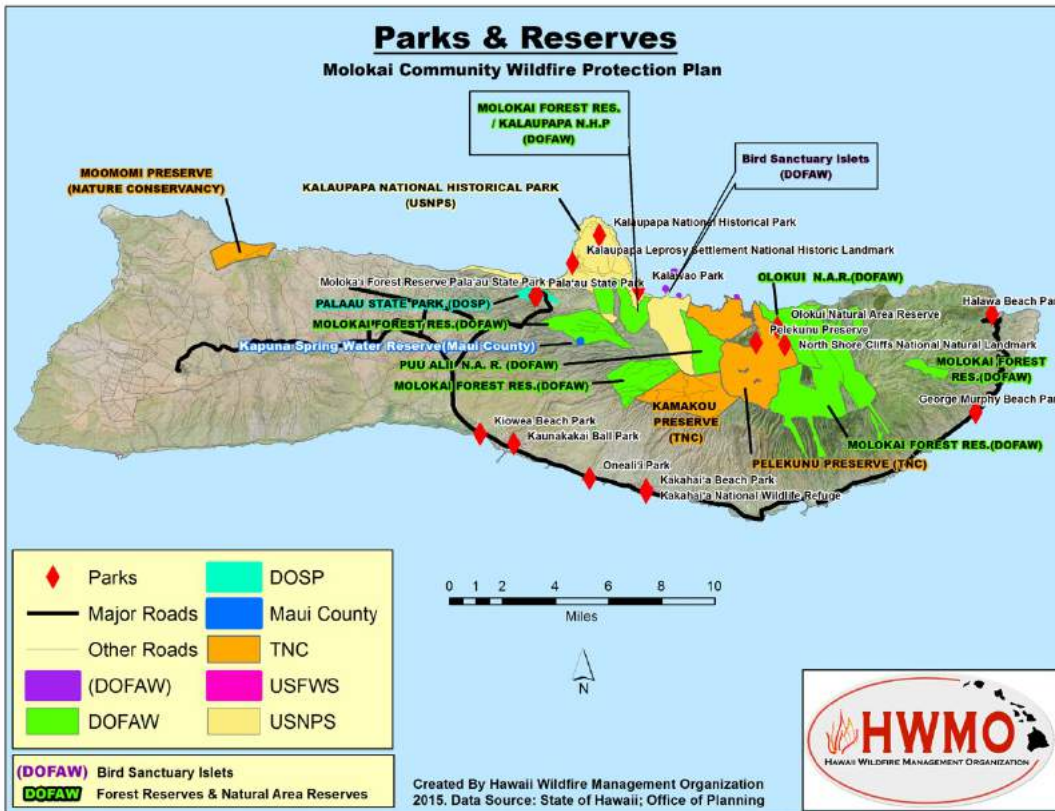 Parks & Reserves
Molokai Community Wildfire Protection Plan
MOLOKAI FOREST RES.
/ KALAUPAPA N.H.P
(DOFAW)
Bird Sanctuary Islets
(DOFAW)
MOOMOMI PRESERVE
(NATURE CONSERVANCY)
KALAUPAPA NATIONAL HISTORICAL PARK
(USNPS)
Kalaupapa National Historical Park
Kalaupapa Leprosy Settlement National Historic Landmark
Moloka'i Forest Reserve Pala'au State Park
Pala'au State Park
Kalawao Park
OLOKUI N.A.R.(DOFAW)
PALAAU STATE PARK (DOSP)
Halawa Beach Par
MOLOKAI FOREST RES.(DOFAW)
Olokui Natural Area Reserve
Pelekunu Preserve
Kapuna Spring Water Reserve(Maui County)
North Shore Cliffs National Natural Landmark
PUU ALII N.A. R. (DOFAW)
MOLOKAI FOREST
RES.(DOFAW)
MOLOKAI FOREST RES.(DOFAW)
KAMAKOU
PRESERVE
(TNC)
George Murphy Beach Par
Kiowea Beach Park
Kaunakakai Ball Park
MOLOKAI FOREST RES.(DOFAW)
PELEKUNU PRESERVE (TNC)
Oneali'i Park
Kakahai'a Beach Park
Kakahai'a National Wildlife Refuge
Parks
Major Roads
Other Roads
(DOFAW)
DOFAW
DOSP
Maui County
TNC
USFWS
USNPS
0 1 2 4 6 8 10
Miles
N
(DOFAW) Bird Sanctuary Islets
DOFAW Forest Reserves & Natural Area Reserves
Created By Hawaii Wildfire Management Organization
2015. Data Source: State of Hawaii; Office of Planning
HWMO
HAWAII WILDFIRE MANAGEMENT ORGANIZATION